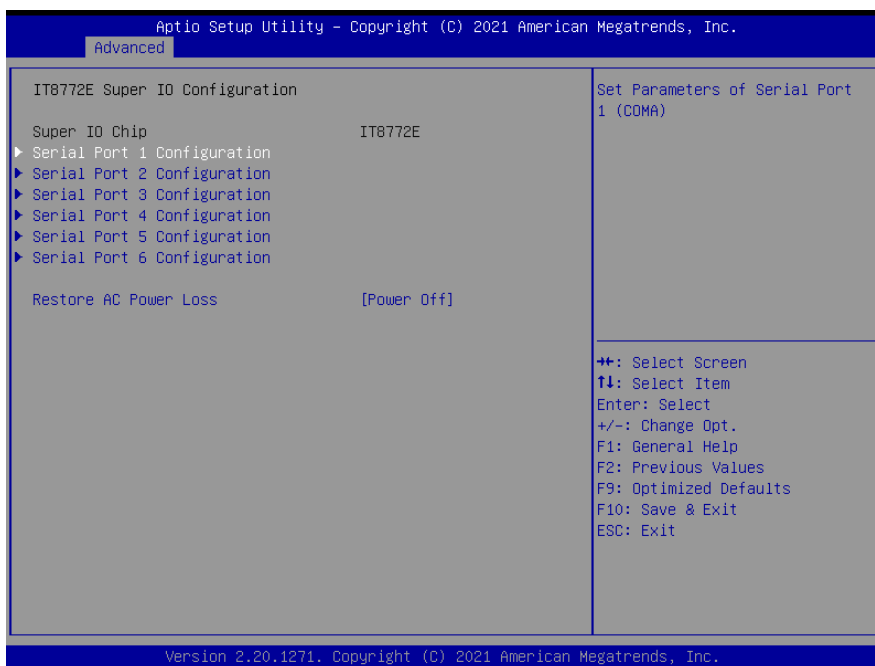 Aptio Setup Utility – Copyright (C) 2021 American Megatrends, Inc.
Advanced
IT8772E Super IO Configuration
Super IO Chip IT8772E
Serial Port 1 Configuration
Serial Port 2 Configuration
Serial Port 3 Configuration
Serial Port 4 Configuration
Serial Port 5 Configuration
Serial Port 6 Configuration
Restore AC Power Loss [Power Off]
Set Parameters of Serial Port
1 (COMA)
→←: Select Screen
↑↓: Select Item
Enter: Select
+/-: Change Opt.
F1: General Help
F2: Previous Values
F9: Optimized Defaults
F10: Save & Exit
ESC: Exit
Version 2.20.1271. Copyright (C) 2021 American Megatrends, Inc.